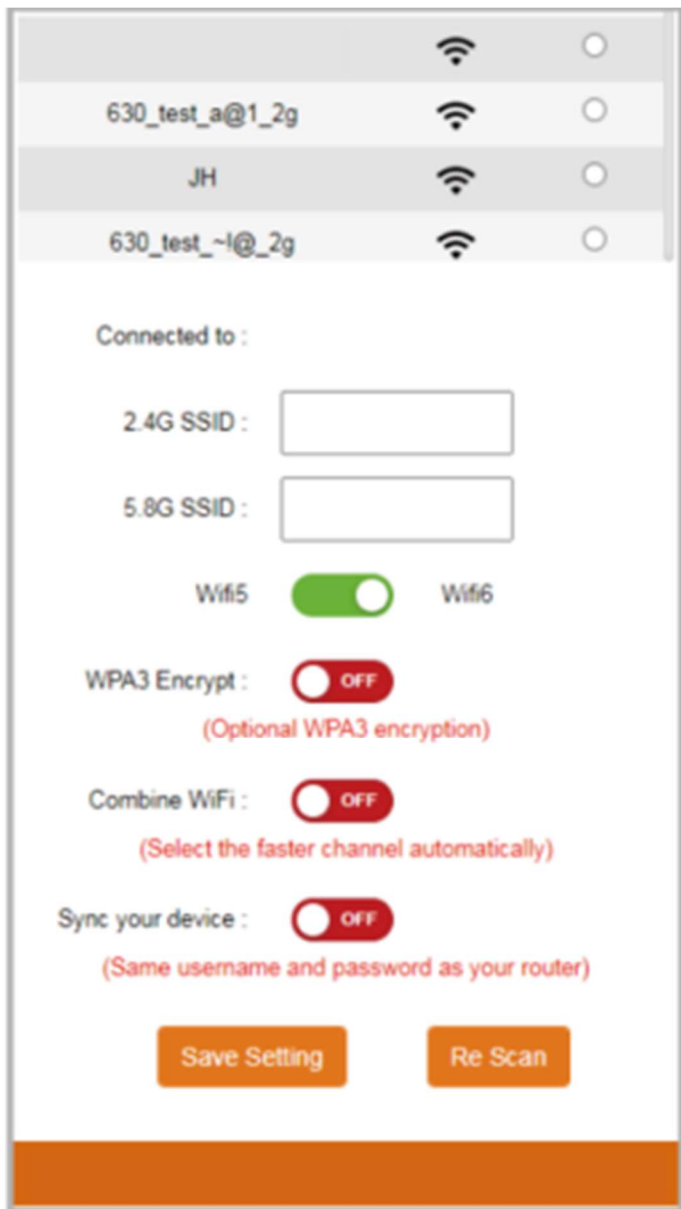 630_test_a@1_2g
JH
630_test_~!@_2g
Connected to :
2.4G SSID :
5.8G SSID :
Wifi5 Wifi6
WPA3 Encrypt : OFF
(Optional WPA3 encryption)
Combine WiFi : OFF
(Select the faster channel automatically)
Sync your device : OFF
(Same username and password as your router)
Save Setting Re Scan